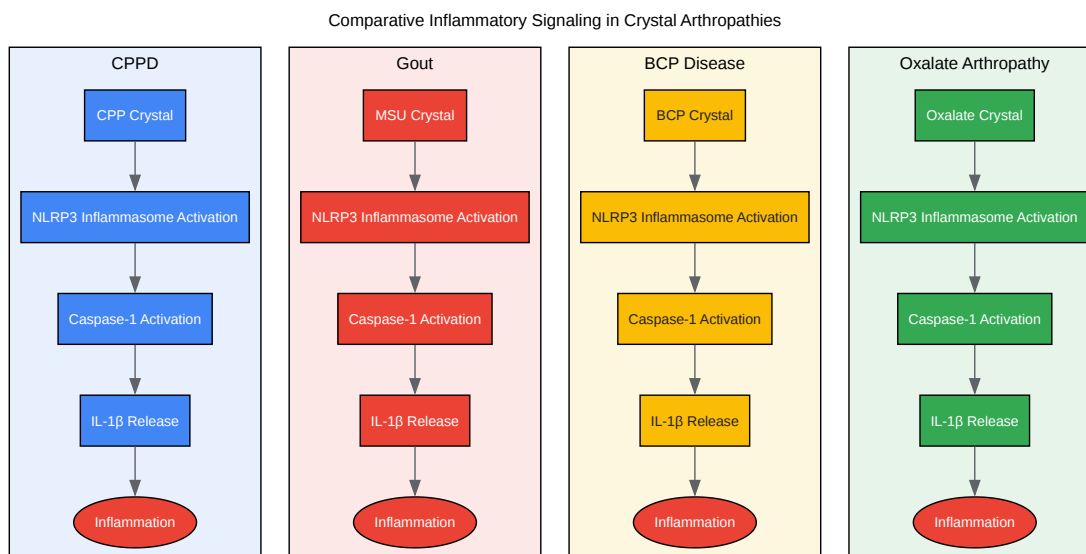 Comparative Inflammatory Signaling in Crystal Arthropathies
CPPD
CPP Crystal
NLRP3 Inflammasome Activation
Caspase-1 Activation
IL-1β Release
Inflammation
Gout
MSU Crystal
NLRP3 Inflammasome Activation
Caspase-1 Activation
IL-1β Release
Inflammation
BCP Disease
BCP Crystal
NLRP3 Inflammasome Activation
Caspase-1 Activation
IL-1β Release
Inflammation
Oxalate Arthropathy
Oxalate Crystal
NLRP3 Inflammasome Activation
Caspase-1 Activation
IL-1β Release
Inflammation